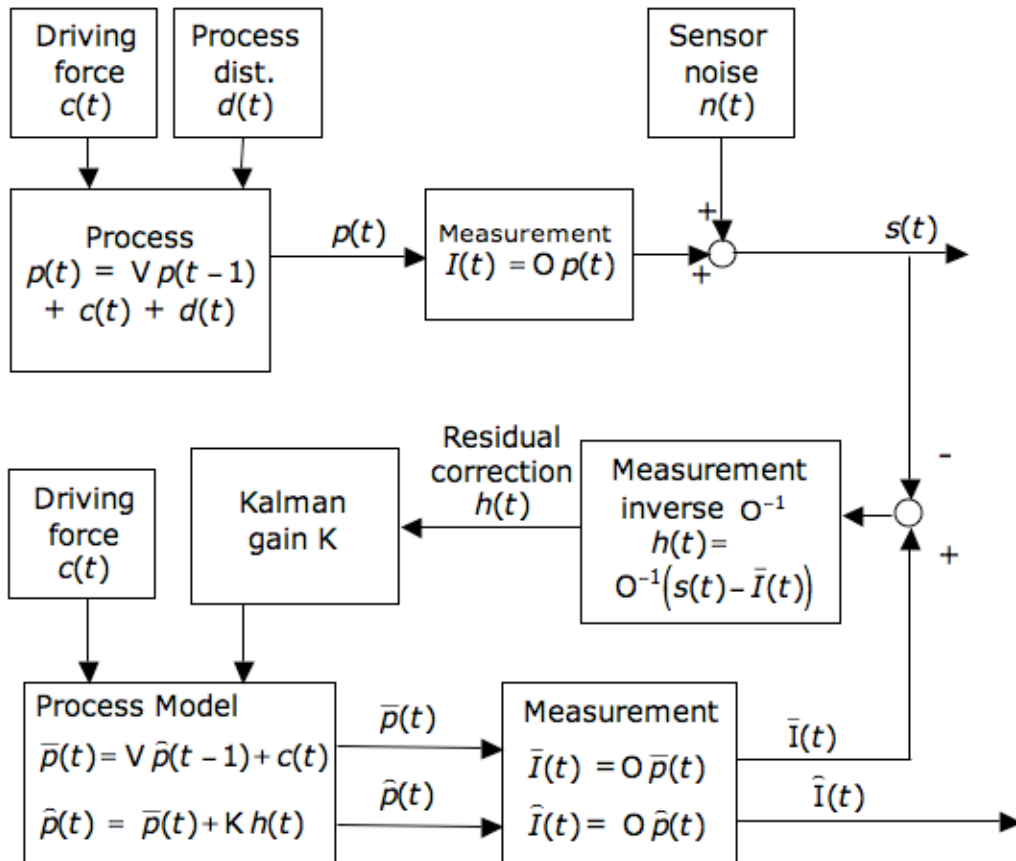 Driving
force
c(t)
Process
dist.
d(t)
Sensor
noise
n(t)
Process
p(t) = V p(t – 1)
+ c(t) + d(t)
p(t)
Measurement
I(t) = O p(t)
+
+
s(t)
Driving
force
c(t)
Kalman
gain K
Residual
correction
h(t)
Measurement
inverse O⁻¹
h(t)=
O⁻¹(s(t)– Ī(t))
-
+
Process Model
p̅(t)= V p̂(t – 1)+ c(t)
p̂(t) = p̅(t)+ K h(t)
p̅(t)
p̂(t)
Measurement
Ī(t) = O p̅(t)
Î(t)= O p̂(t)
Ī(t)
Î(t)